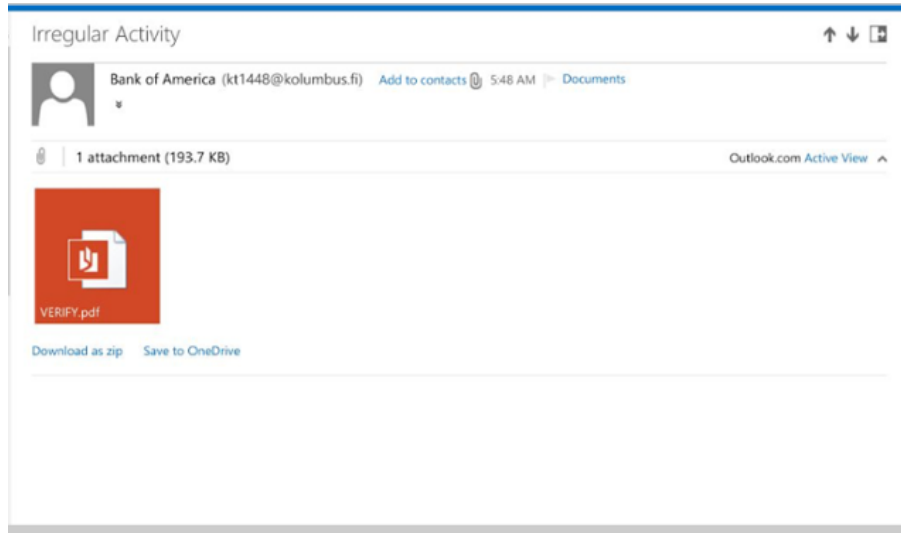 Irregular Activity
Bank of America (kt1448@kolumbus.fi) Add to contacts 5:48 AM Documents
1 attachment (193.7 KB) Outlook.com Active View
VERIFY.pdf
Download as zip Save to OneDrive